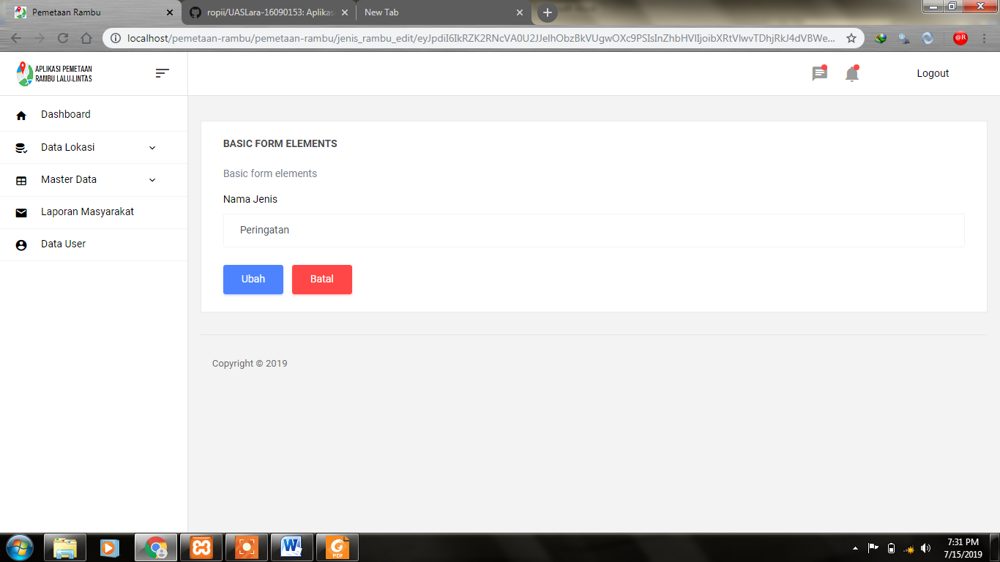 Pemetaan Rambu
ropii/UASLara-16090153: Aplikas
New Tab
localhost/pemetaan-rambu/pemetaan-rambu/jenis_rambu_edit/
APLIKASI PEMETAAN
RAMBU LALU-LINTAS
Logout
Dashboard
Data Lokasi
Master Data
Laporan Masyarakat
Data User
BASIC FORM ELEMENTS
Basic form elements
Nama Jenis
Peringatan
Ubah
Batal
Copyright © 2019
@R
W
PDF
7:31 PM
7/15/2019